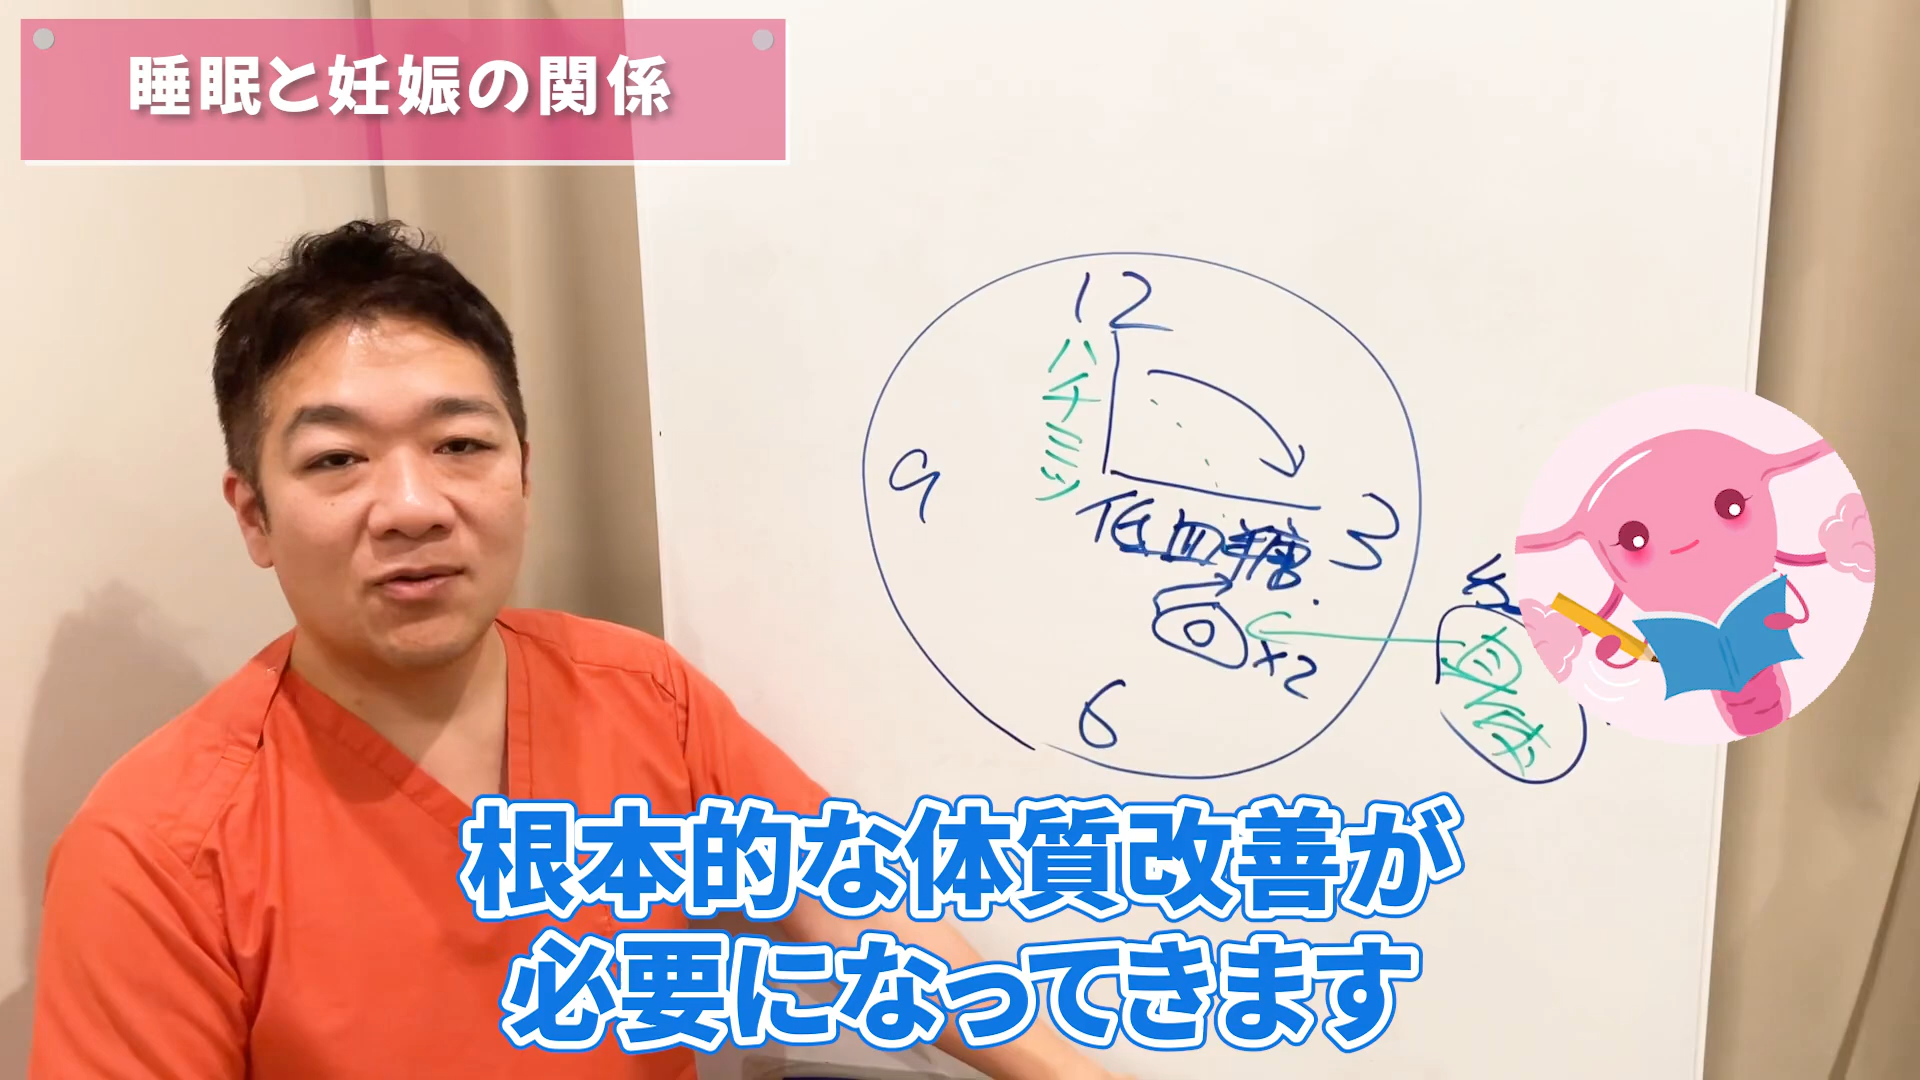 睡眠と妊娠の関係
12
ハチミツ
9
3
低血糖
×2
6
根本的な体質改善が
必要になってきます